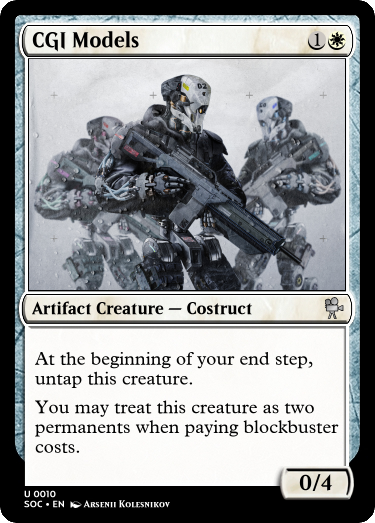 CGI Models
1
02
Artifact Creature — Costruct
At the beginning of your end step,
untap this creature.
You may treat this creature as two
permanents when paying blockbuster
costs.
0/4
U 0010
SOC • EN Arsenii Kolesnikov